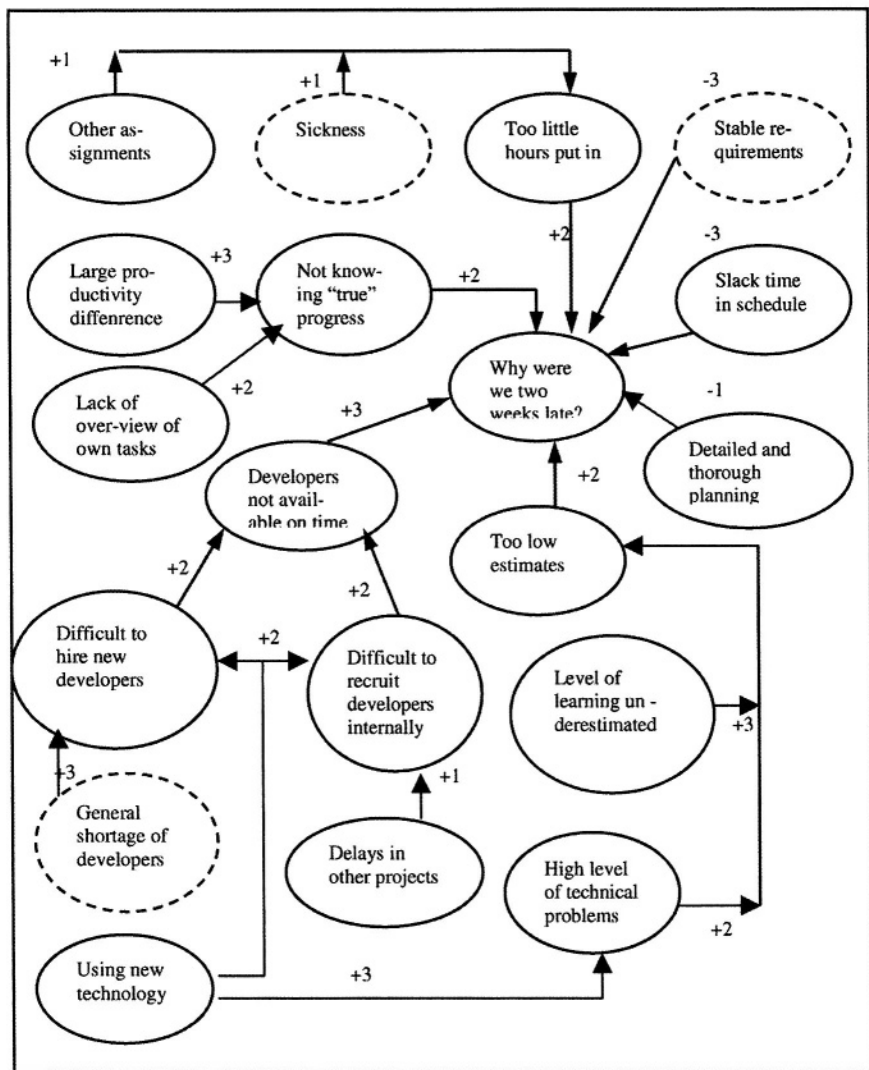 +1
+1
-3
Other as-
signments
Sickness
Too little
hours put in
Stable re-
quirements
+2
-3
Large pro-
ductivity
diffenrence
+3
Not know-
ing “true”
progress
+2
Slack time
in schedule
Lack of
over-view of
own tasks
+2
Why were
we two
weeks late?
+3
-1
Detailed and
thorough
planning
Developers
not avail-
able on time
+2
Too low
estimates
+2
+2
Difficult to
hire new
developers
+2
Difficult to
recruit
developers
internally
Level of
learning un -
derestimated
+3
+3
General
shortage of
developers
+1
Delays in
other projects
High level
of technical
problems
+2
Using new
technology
+3